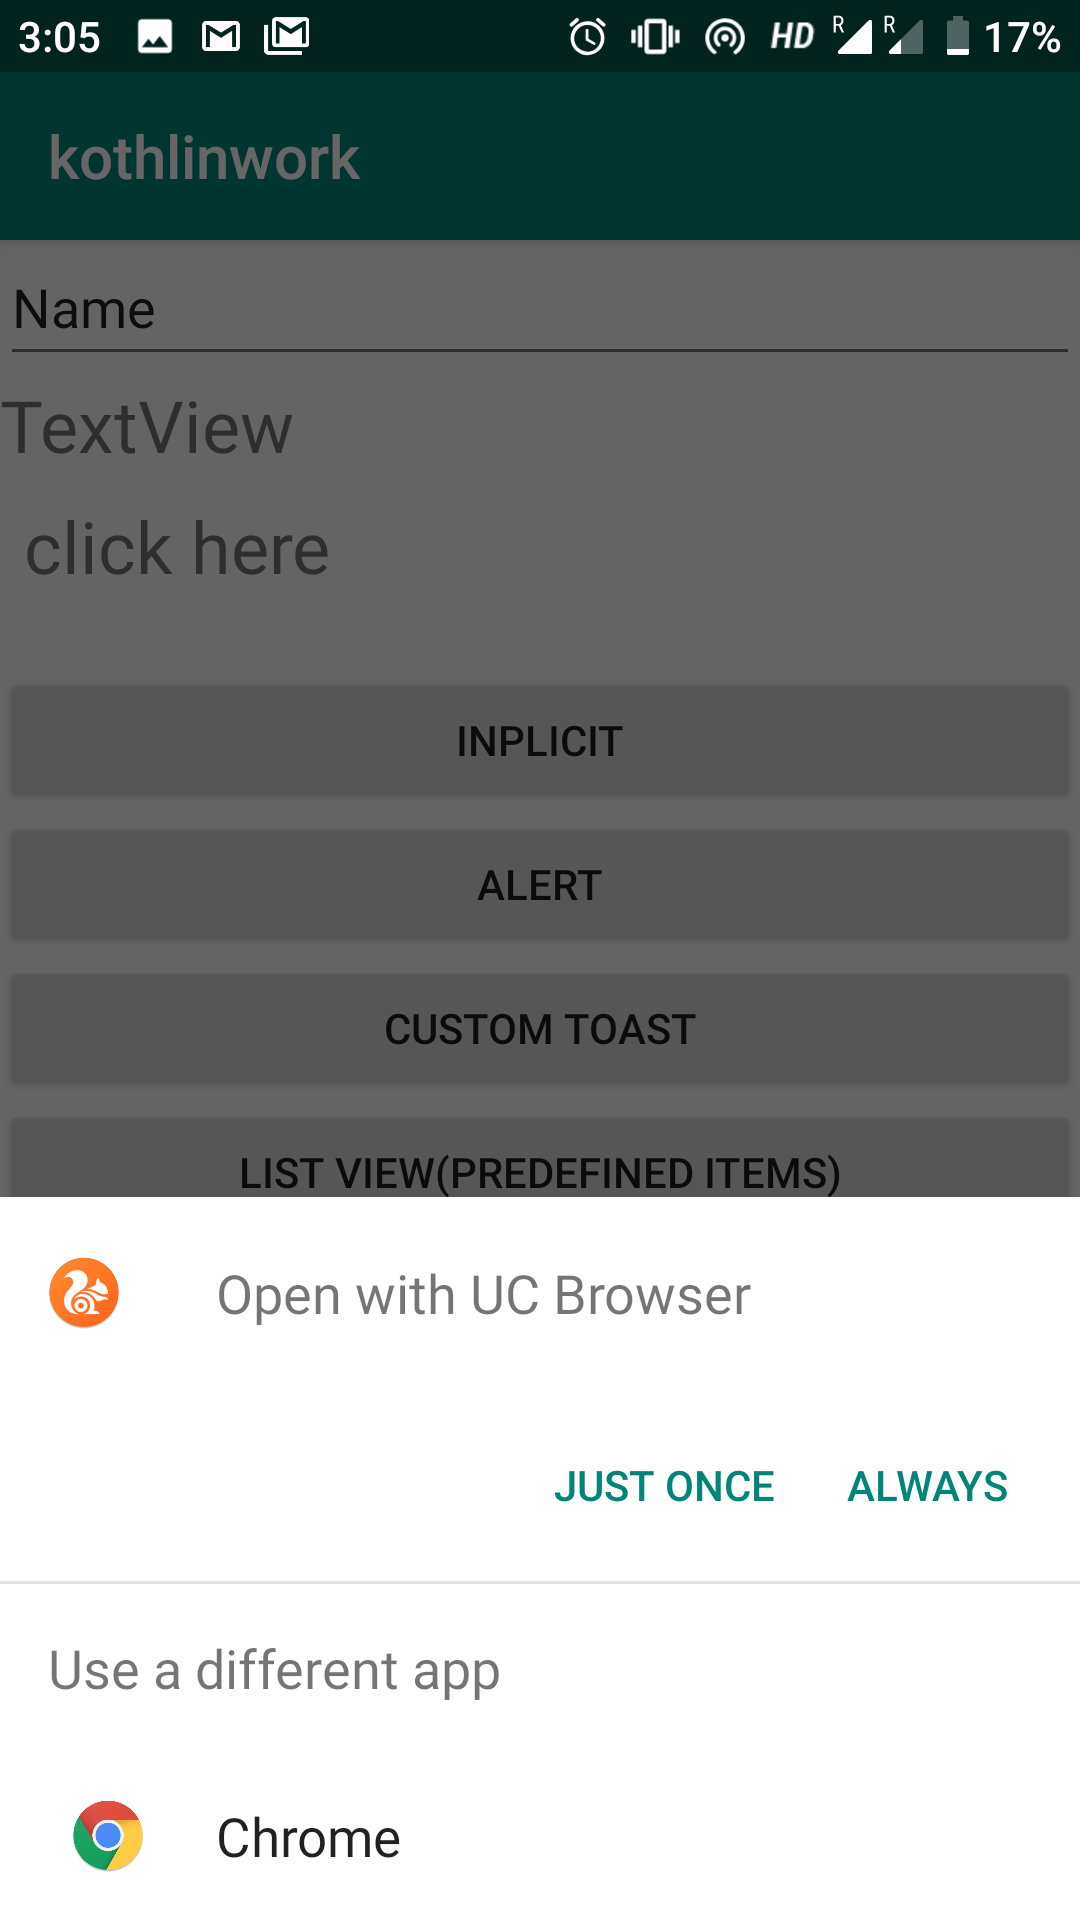 3:05 HD R R 17%
kothlinwork
Name
TextView
click here
INPLICIT
ALERT
CUSTOM TOAST
LIST VIEW(PREDEFINED ITEMS)
Open with UC Browser
JUST ONCE ALWAYS
Use a different app
Chrome